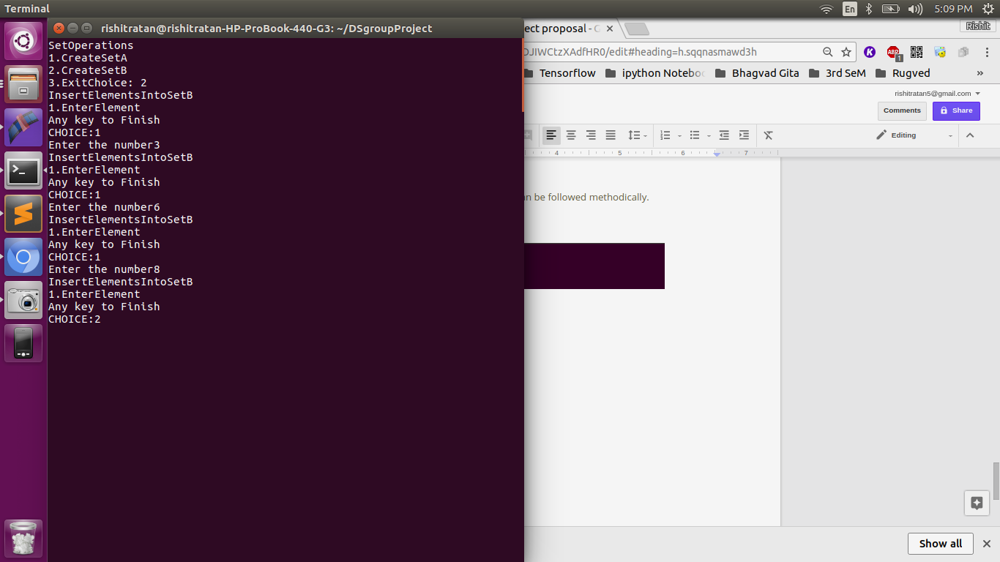 Terminal
En
5:09 PM
rishitratan@rishitratan-HP-ProBook-440-G3: ~/DSgroupProject
SetOperations
1.CreateSetA
2.CreateSetB
3.ExitChoice: 2
InsertElementsIntoSetB
1.EnterElement
Any key to Finish
CHOICE:1
Enter the number3
InsertElementsIntoSetB
1.EnterElement
Any key to Finish
CHOICE:1
Enter the number6
InsertElementsIntoSetB
1.EnterElement
Any key to Finish
CHOICE:1
Enter the number8
InsertElementsIntoSetB
1.EnterElement
Any key to Finish
CHOICE:2
ect proposal - G
Rishit
DJIWCtzXAdfHR0/edit#heading=h.sqqnasmawd3h
K
ABP
1
Tensorflow
ipython Notebo
Bhagvad Gita
3rd SeM
Rugved
»
rishitratan5@gmail.com
Comments
Share
Editing
4 5 6 7
an be followed methodically.
Show all